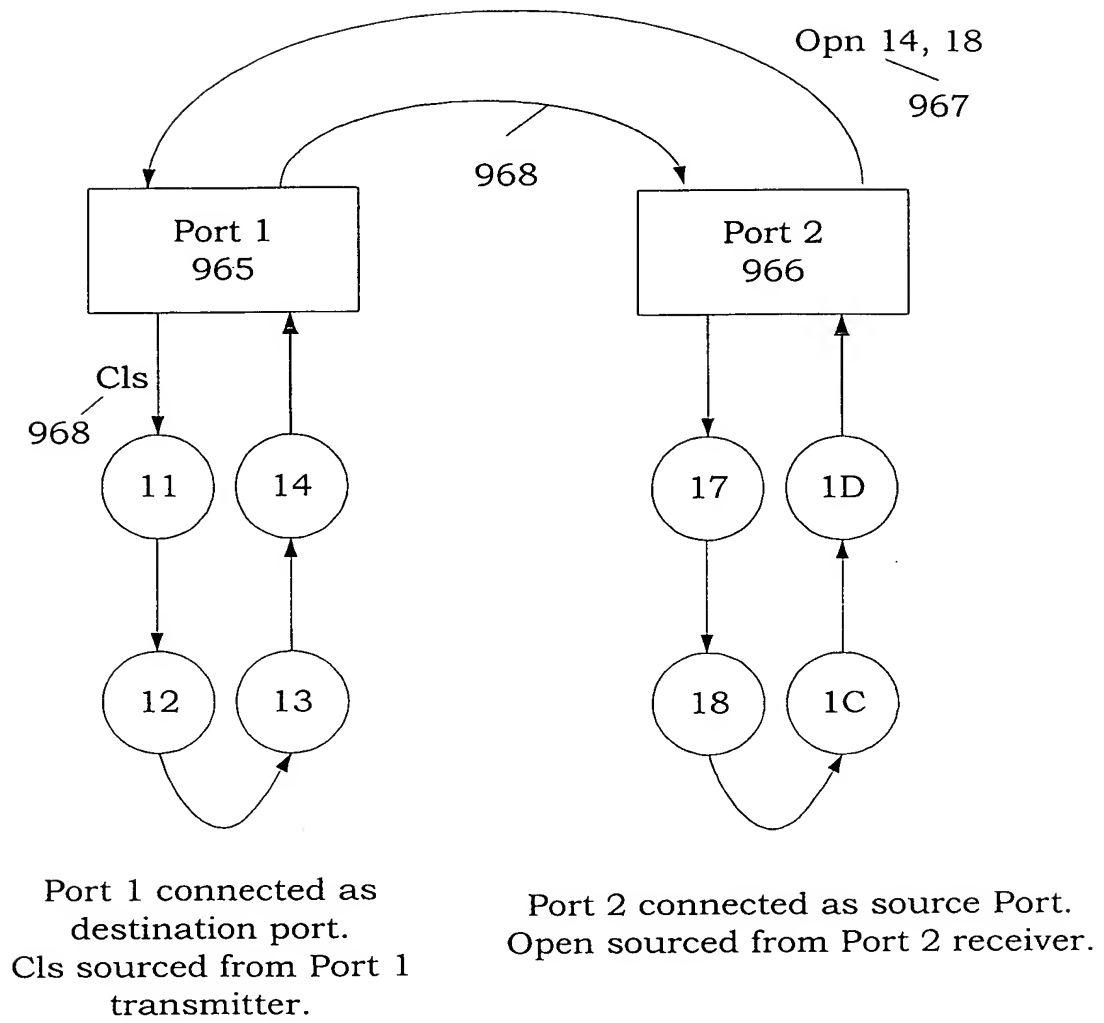 Opn 14, 18
967
968
Port 1
965
Port 2
966
Cls
968
11
14
17
1D
12
13
18
1C
Port 1 connected as
destination port.
Cls sourced from Port 1
transmitter.
Port 2 connected as source Port.
Open sourced from Port 2 receiver.